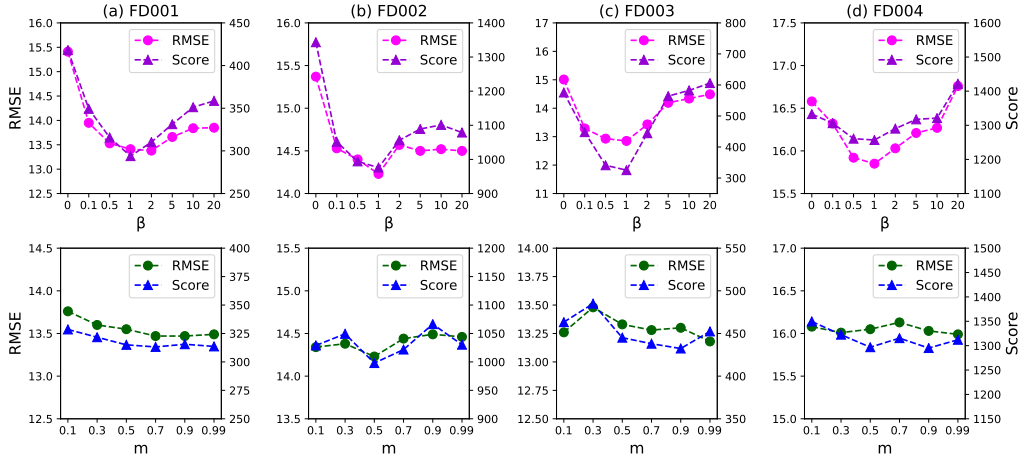 (a) FD001
(b) FD002
(c) FD003
(d) FD004
RMSE
16.0
15.5
15.0
14.5
14.0
13.5
13.0
12.5
450
400
350
300
250
RMSE
Score
0 0.1 0.5 1 2 5 10 20
β
16.0
15.5
15.0
14.5
14.0
1400
1300
1200
1100
1000
900
RMSE
Score
0 0.1 0.5 1 2 5 10 20
β
17
16
15
14
13
12
11
800
700
600
500
400
300
RMSE
Score
0 0.1 0.5 1 2 5 10 20
β
17.5
17.0
16.5
16.0
15.5
1600
1500
1400
1300
1200
1100
Score
RMSE
Score
0 0.1 0.5 1 2 5 10 20
β
RMSE
14.5
14.0
13.5
13.0
12.5
400
375
350
325
300
275
250
RMSE
Score
0.1 0.3 0.5 0.7 0.9 0.99
m
15.5
15.0
14.5
14.0
13.5
1200
1150
1100
1050
1000
950
900
RMSE
Score
0.1 0.3 0.5 0.7 0.9 0.99
m
14.00
13.75
13.50
13.25
13.00
12.75
12.50
550
500
450
400
350
RMSE
Score
0.1 0.3 0.5 0.7 0.9 0.99
m
17.0
16.5
16.0
15.5
15.0
1500
1450
1400
1350
1300
1250
1200
1150
Score
RMSE
Score
0.1 0.3 0.5 0.7 0.9 0.99
m